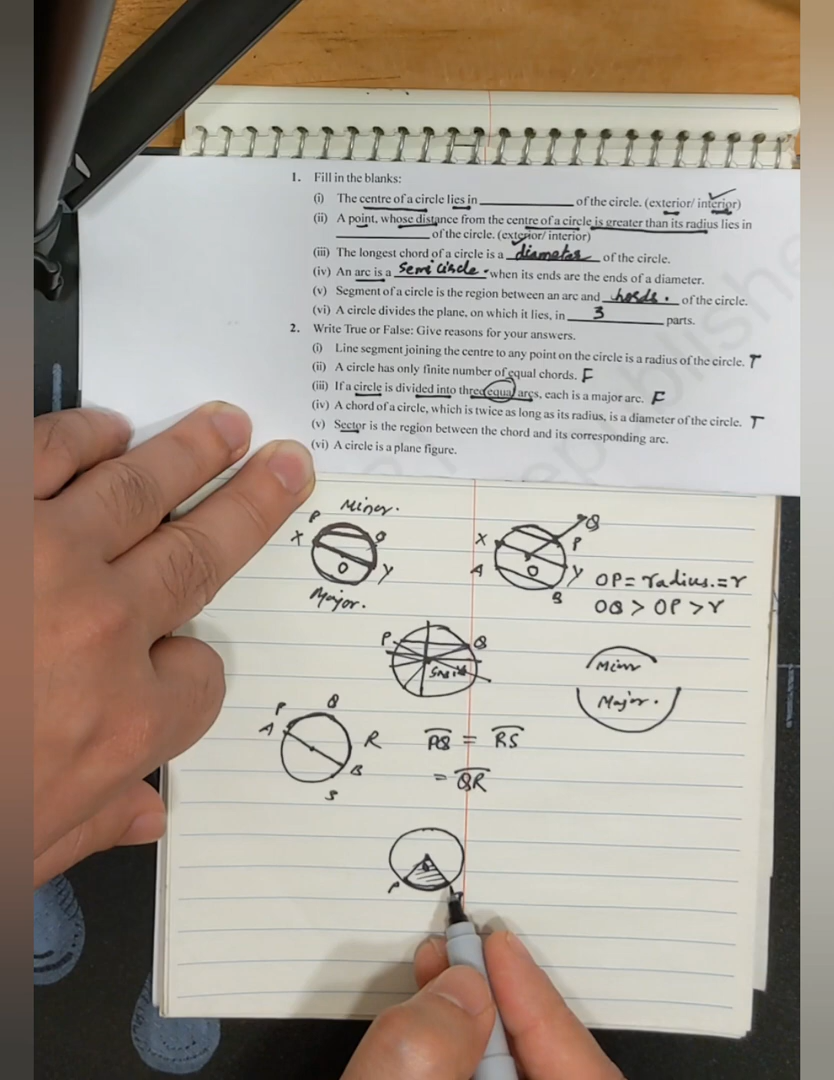 1. Fill in the blanks:
(i) The centre of a circle lies in ____________ of the circle. (exterior/ interior)
(ii) A point, whose distance from the centre of a circle is greater than its radius lies in
____________ of the circle. (exterior/ interior)
(iii) The longest chord of a circle is a diameter of the circle.
(iv) An arc is a Semi circle when its ends are the ends of a diameter.
(v) Segment of a circle is the region between an arc and chords. of the circle.
(vi) A circle divides the plane, on which it lies, in 3 parts.
2. Write True or False: Give reasons for your answers.
(i) Line segment joining the centre to any point on the circle is a radius of the circle. T
(ii) A circle has only finite number of equal chords. F
(iii) If a circle is divided into three equal arcs, each is a major arc. F
(iv) A chord of a circle, which is twice as long as its radius, is a diameter of the circle. T
(v) Sector is the region between the chord and its corresponding arc.
(vi) A circle is a plane figure.
Minor.
P Q
X Y
O
Major.
Q
X P
A O Y
B
OP = radius. = r
OQ > OP > r
P Q
Minor
Major.
P Q
A R
B
S
PQ = RS
= QR
O
P